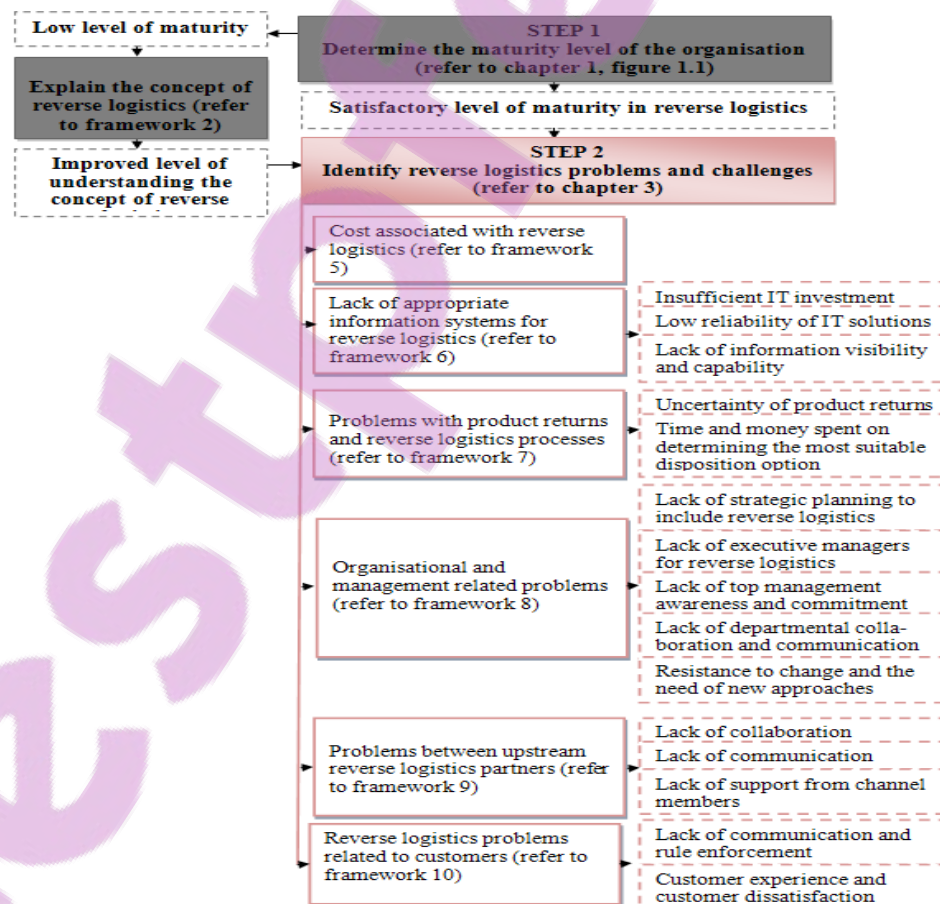 Low level of maturity
STEP 1
Determine the maturity level of the organisation
(refer to chapter 1, figure 1.1)
Explain the concept of
reverse logistics (refer
to framework 2)
Satisfactory level of maturity in reverse logistics
Improved level of
understanding the
concept of reverse
STEP 2
Identify reverse logistics problems and challenges
(refer to chapter 3)
Cost associated with reverse
logistics (refer to framework
5)
Lack of appropriate
information systems for
reverse logistics (refer to
framework 6)
Insufficient IT investment
Low reliability of IT solutions
Lack of information visibility
and capability
Problems with product returns
and reverse logistics processes
(refer to framework 7)
Uncertainty of product returns
Time and money spent on
determining the most suitable
disposition option
Organisational and
management related problems
(refer to framework 8)
Lack of strategic planning to
include reverse logistics
Lack of executive managers
for reverse logistics
Lack of top management
awareness and commitment
Lack of departmental colla-
boration and communication
Resistance to change and the
need of new approaches
Problems between upstream
reverse logistics partners (refer
to framework 9)
Lack of collaboration
Lack of communication
Lack of support from channel
members
Reverse logistics problems
related to customers (refer to
framework 10)
Lack of communication and
rule enforcement
Customer experience and
customer dissatisfaction